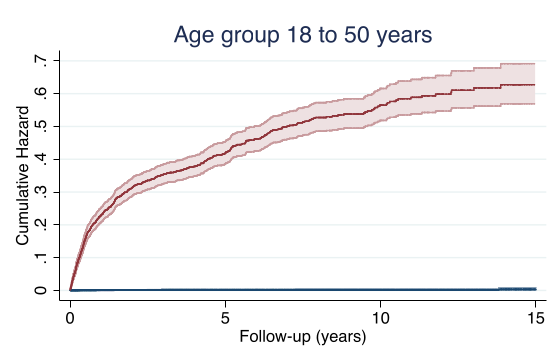 Age group 18 to 50 years
Cumulative Hazard
.7
.6
.5
.4
.3
.2
.1
0
0 5 10 15
Follow-up (years)